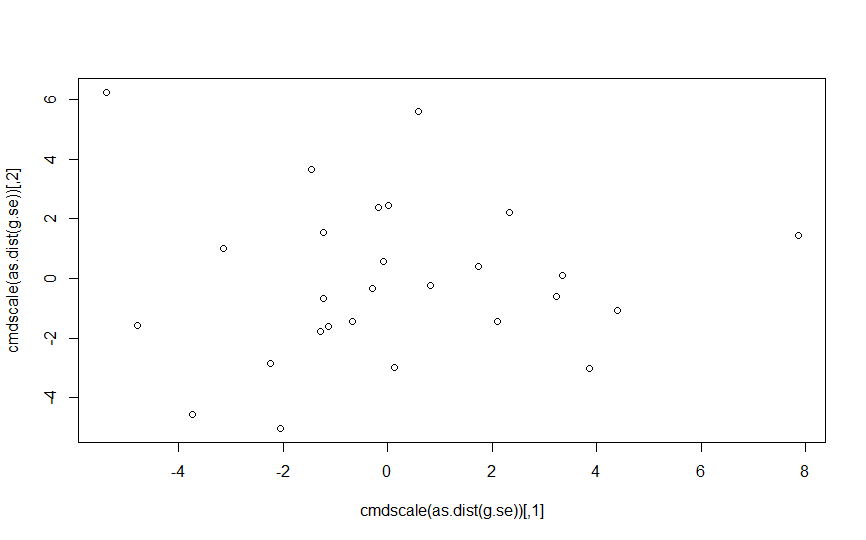 6
4
2
0
-2
-4
cmdscale(as.dist(g.se))[,2]
-4 -2 0 2 4 6 8
cmdscale(as.dist(g.se))[,1]